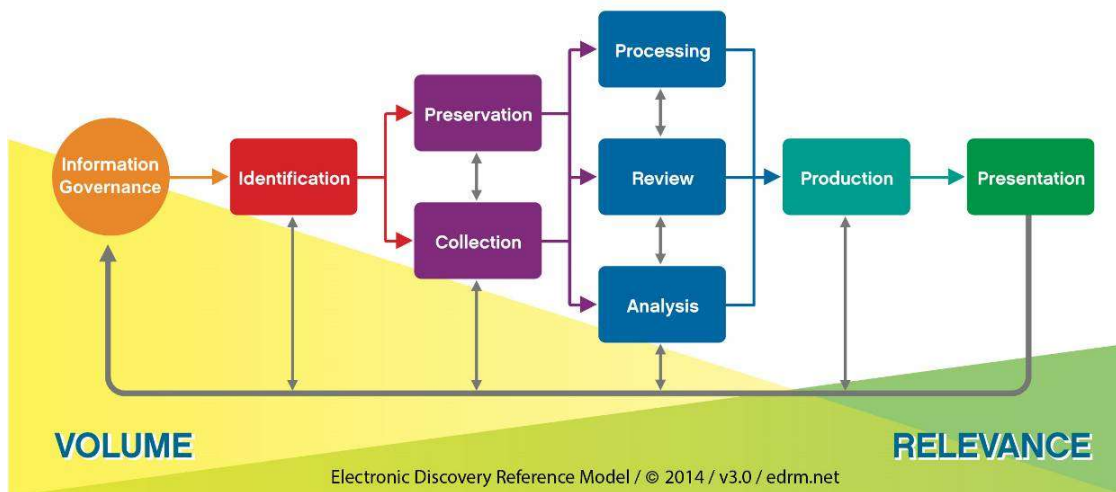 Information
Governance
Identification
Preservation
Collection
Processing
Review
Analysis
Production
Presentation
VOLUME
RELEVANCE
Electronic Discovery Reference Model / © 2014 / v3.0 / edrm.net